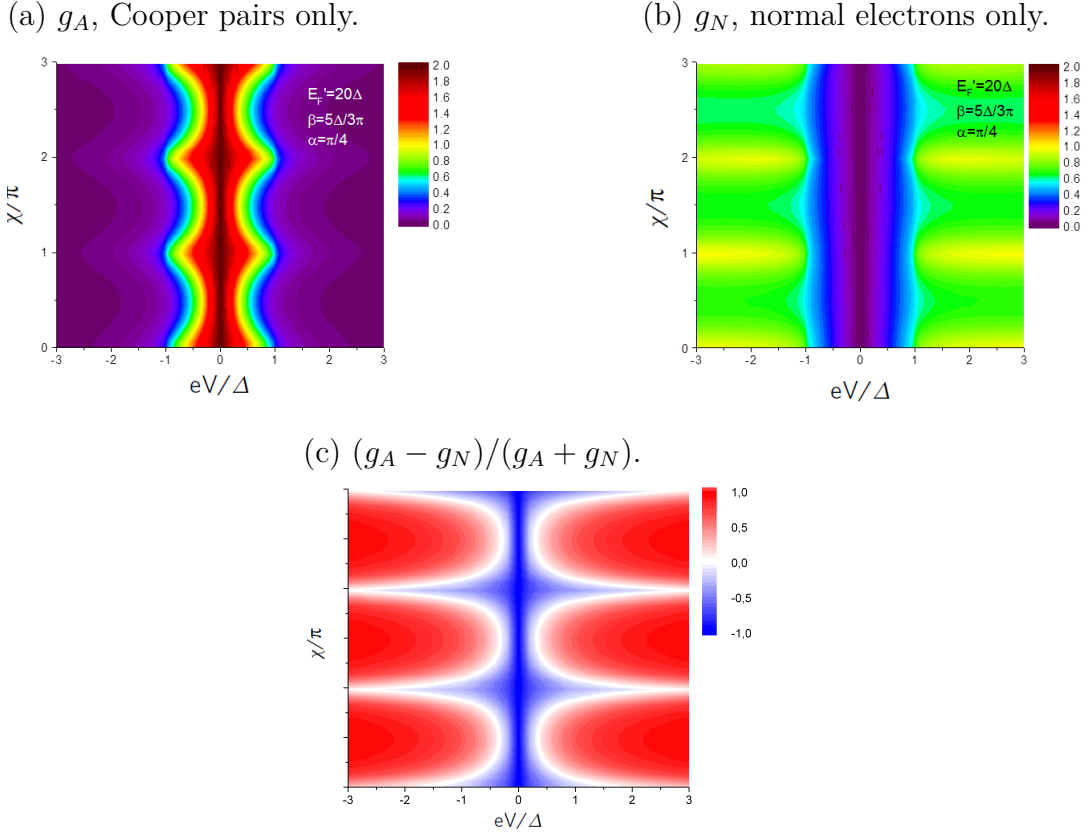 (a) g_A, Cooper pairs only.
E_F'=20Δ
β=5Δ/3π
α=π/4
3
2
1
0
χ/π
-3 -2 -1 0 1 2 3
eV/Δ
2.0
1.8
1.6
1.4
1.2
1.0
0.8
0.6
0.4
0.2
0.0
(b) g_N, normal electrons only.
E_F'=20Δ
β=5Δ/3π
α=π/4
3
2
1
0
χ/π
-3 -2 -1 0 1 2 3
eV/Δ
2.0
1.8
1.6
1.4
1.2
1.0
0.8
0.6
0.4
0.2
0.0
(c) (g_A − g_N)/(g_A + g_N).
χ/π
-3 -2 -1 0 1 2 3
eV/Δ
1,0
0,5
0,0
-0,5
-1,0